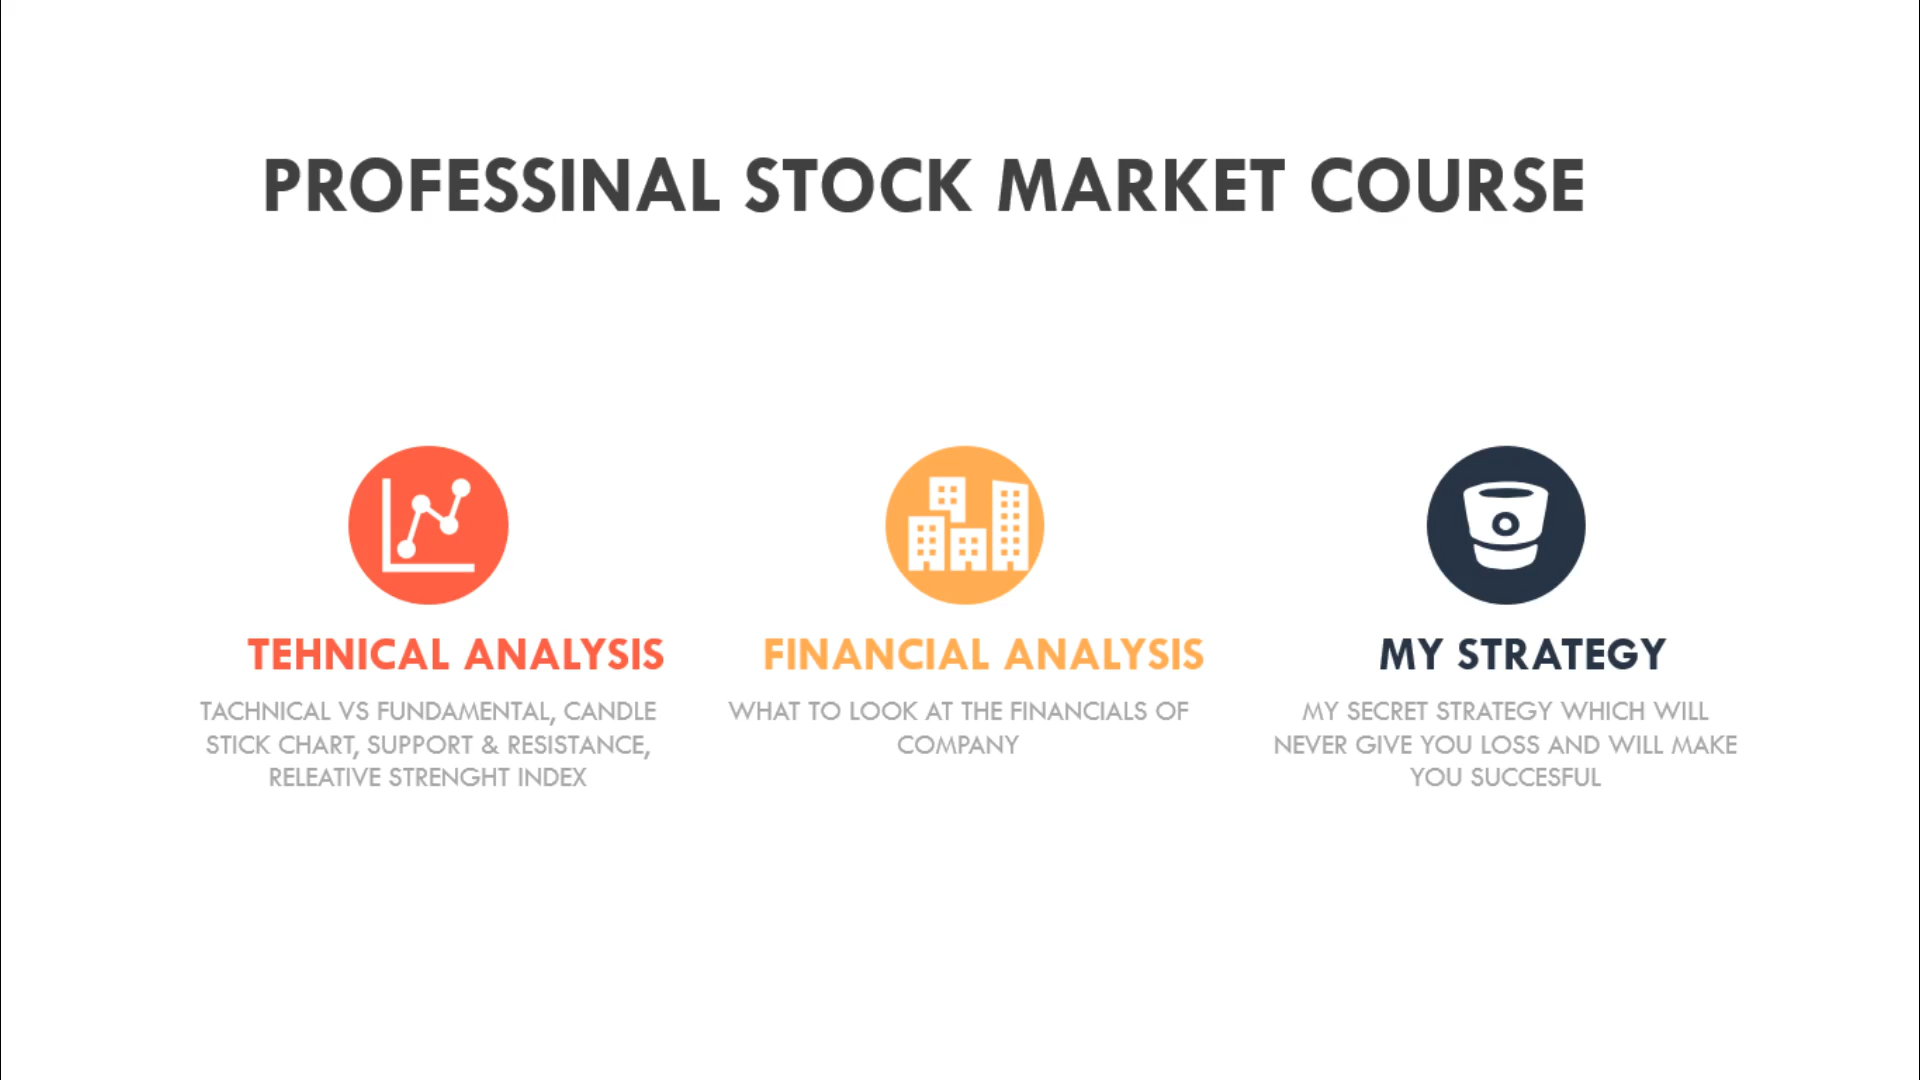 PROFESSINAL STOCK MARKET COURSE
TEHNICAL ANALYSIS
TACHNICAL VS FUNDAMENTAL, CANDLE
STICK CHART, SUPPORT & RESISTANCE,
RELEATIVE STRENGHT INDEX
FINANCIAL ANALYSIS
WHAT TO LOOK AT THE FINANCIALS OF
COMPANY
MY STRATEGY
MY SECRET STRATEGY WHICH WILL
NEVER GIVE YOU LOSS AND WILL MAKE
YOU SUCCESFUL